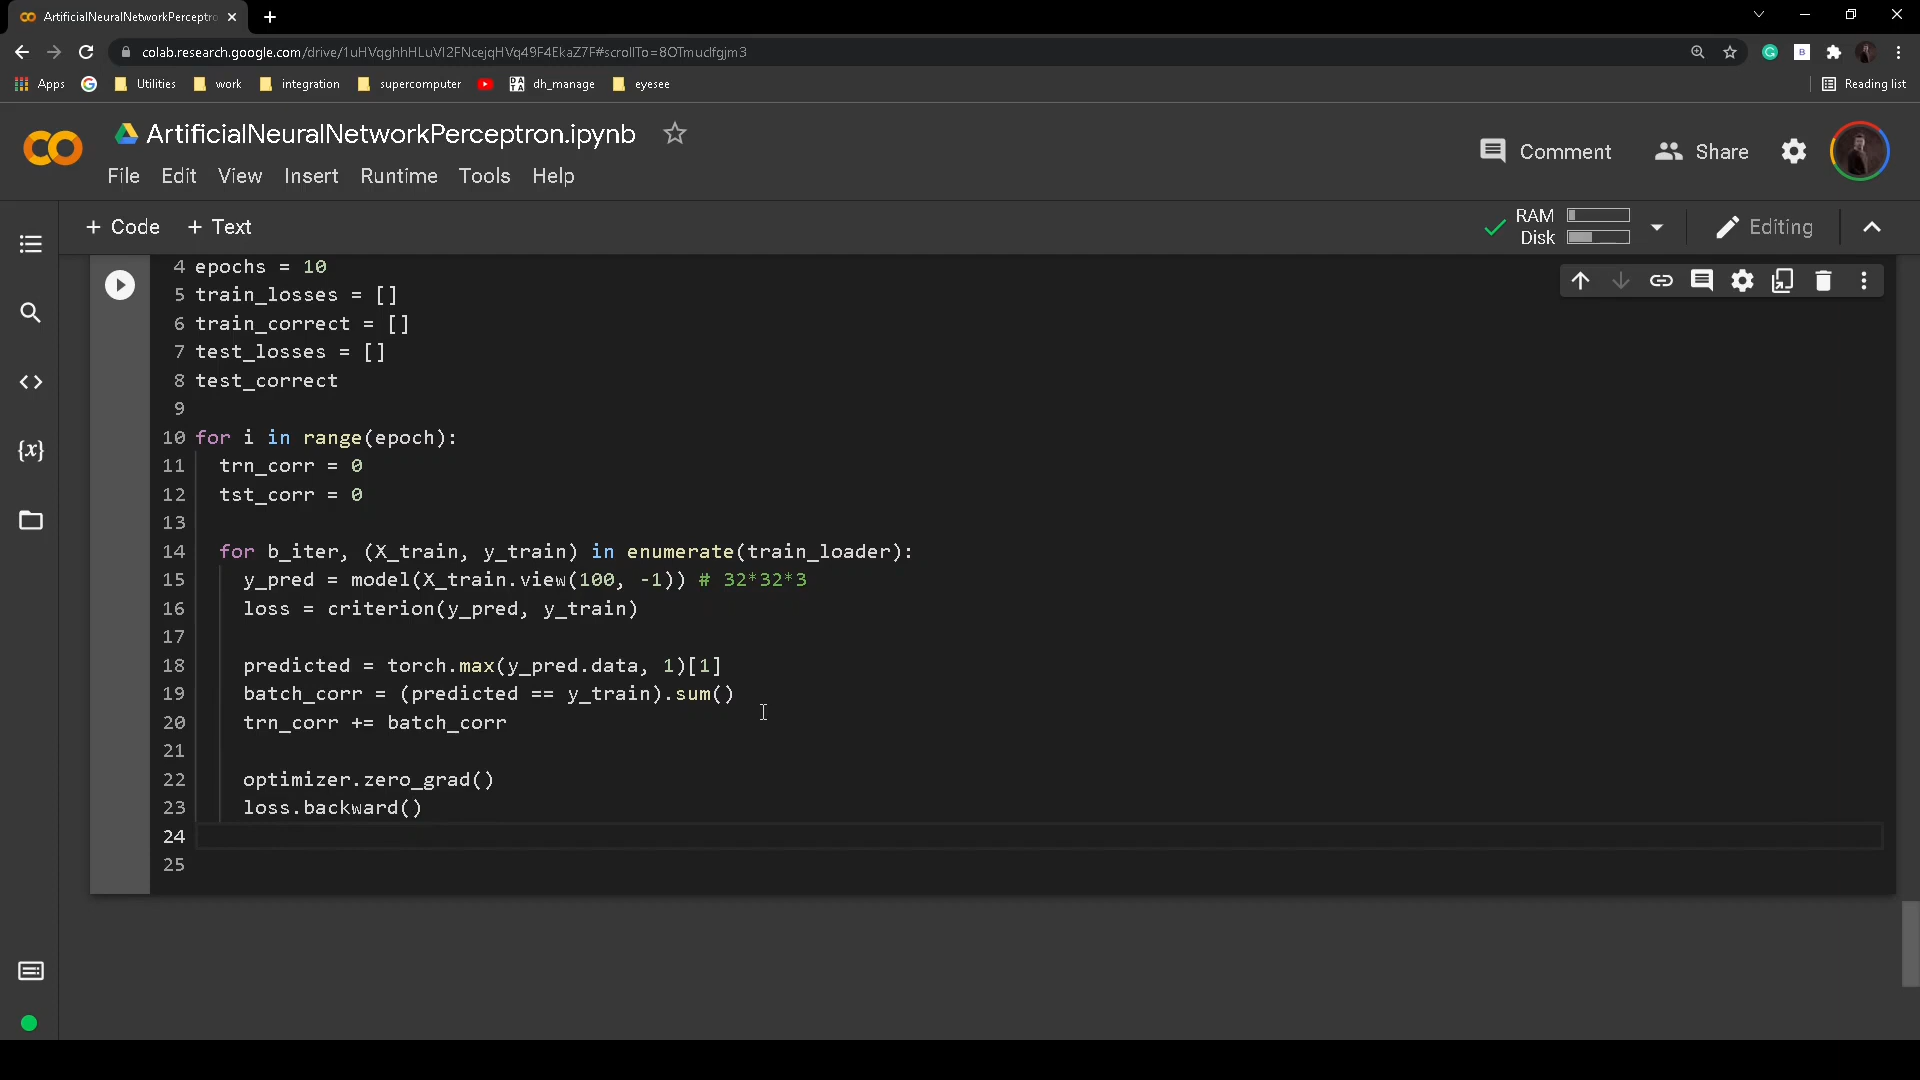 ArtificialNeuralNetworkPerceptro
colab.research.google.com/drive/1uHVqghhHLuVI2FNcejqHVq49F4EkaZ7F#scrollTo=8OTmuclfgjm3
Apps Utilities work integration supercomputer dh_manage eyesee Reading list
ArtificialNeuralNetworkPerceptron.ipynb
Comment Share
File Edit View Insert Runtime Tools Help
+ Code + Text
RAM
Disk
Editing
4 epochs = 10
5 train_losses = []
6 train_correct = []
7 test_losses = []
8 test_correct
9
10 for i in range(epoch):
11 trn_corr = 0
12 tst_corr = 0
13
14 for b_iter, (X_train, y_train) in enumerate(train_loader):
15 y_pred = model(X_train.view(100, -1)) # 32*32*3
16 loss = criterion(y_pred, y_train)
17
18 predicted = torch.max(y_pred.data, 1)[1]
19 batch_corr = (predicted == y_train).sum()
20 trn_corr += batch_corr
21
22 optimizer.zero_grad()
23 loss.backward()
24
25